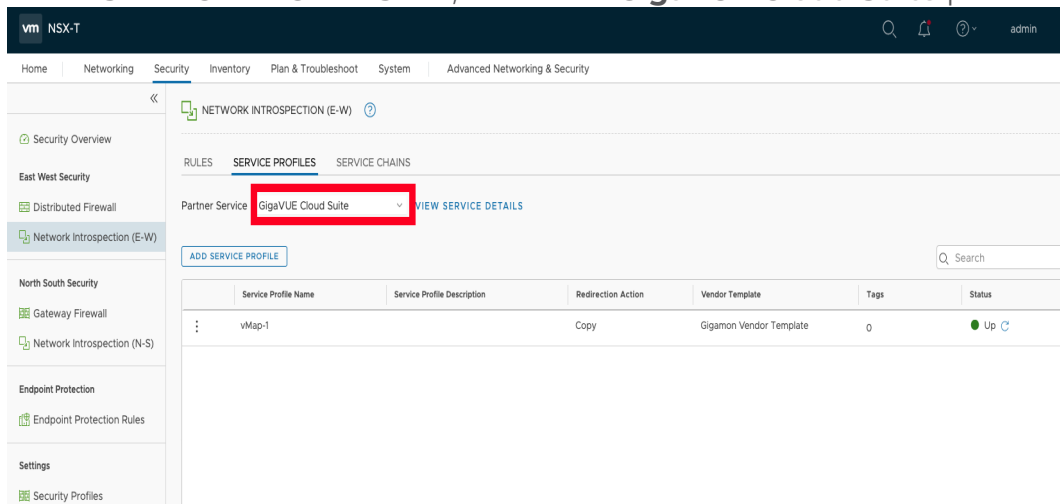 vm NSX-T
admin
Home Networking Security Inventory Plan & Troubleshoot System Advanced Networking & Security
NETWORK INTROSPECTION (E-W)
Security Overview
RULES SERVICE PROFILES SERVICE CHAINS
East West Security
Distributed Firewall
Partner Service GigaVUE Cloud Suite VIEW SERVICE DETAILS
Network Introspection (E-W)
ADD SERVICE PROFILE
Search
North South Security
Service Profile Name Service Profile Description Redirection Action Vendor Template Tags Status
Gateway Firewall
vMap-1 Copy Gigamon Vendor Template 0 Up
Network Introspection (N-S)
Endpoint Protection
Endpoint Protection Rules
Settings
Security Profiles